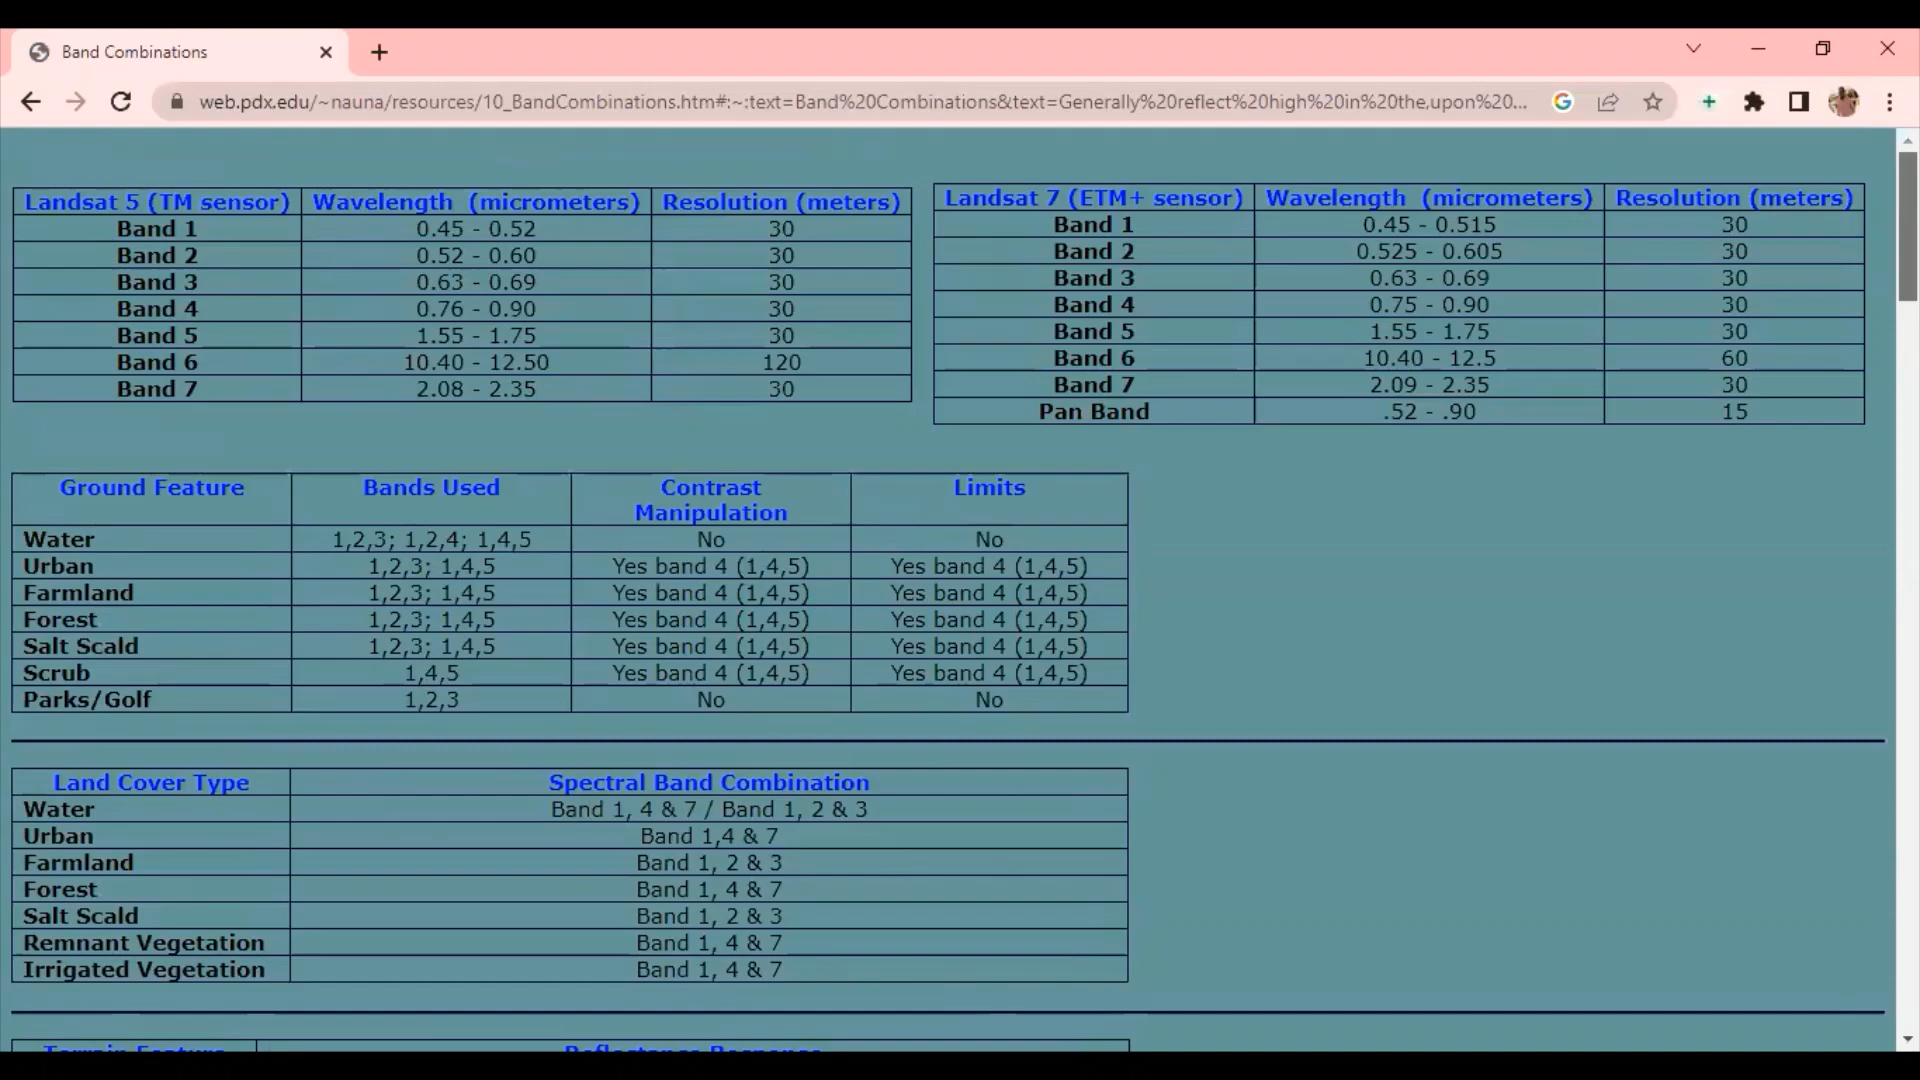 Band Combinations
web.pdx.edu/~nauna/resources/10_BandCombinations.htm#:~:text=Band%20Combinations&text=Generally%20reflect%20high%20in%20the,upon%20...
Landsat 5 (TM sensor) Wavelength (micrometers) Resolution (meters)
Band 1 0.45 - 0.52 30
Band 2 0.52 - 0.60 30
Band 3 0.63 - 0.69 30
Band 4 0.76 - 0.90 30
Band 5 1.55 - 1.75 30
Band 6 10.40 - 12.50 120
Band 7 2.08 - 2.35 30
Landsat 7 (ETM+ sensor) Wavelength (micrometers) Resolution (meters)
Band 1 0.45 - 0.515 30
Band 2 0.525 - 0.605 30
Band 3 0.63 - 0.69 30
Band 4 0.75 - 0.90 30
Band 5 1.55 - 1.75 30
Band 6 10.40 - 12.5 60
Band 7 2.09 - 2.35 30
Pan Band .52 - .90 15
Ground Feature Bands Used Contrast Manipulation Limits
Water 1,2,3; 1,2,4; 1,4,5 No No
Urban 1,2,3; 1,4,5 Yes band 4 (1,4,5) Yes band 4 (1,4,5)
Farmland 1,2,3; 1,4,5 Yes band 4 (1,4,5) Yes band 4 (1,4,5)
Forest 1,2,3; 1,4,5 Yes band 4 (1,4,5) Yes band 4 (1,4,5)
Salt Scald 1,2,3; 1,4,5 Yes band 4 (1,4,5) Yes band 4 (1,4,5)
Scrub 1,4,5 Yes band 4 (1,4,5) Yes band 4 (1,4,5)
Parks/Golf 1,2,3 No No
Land Cover Type Spectral Band Combination
Water Band 1, 4 & 7 / Band 1, 2 & 3
Urban Band 1,4 & 7
Farmland Band 1, 2 & 3
Forest Band 1, 4 & 7
Salt Scald Band 1, 2 & 3
Remnant Vegetation Band 1, 4 & 7
Irrigated Vegetation Band 1, 4 & 7
Terrain Feature Reflectance Response